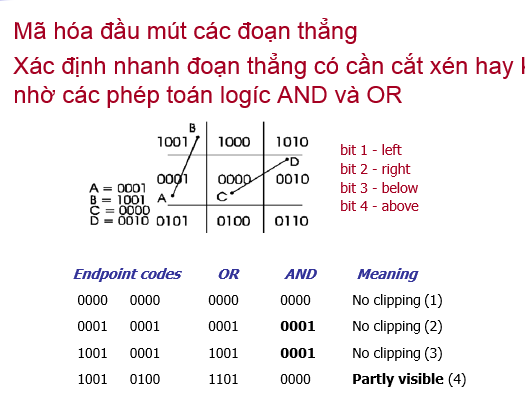 Mã hóa đầu mút các đoạn thẳng
Xác định nhanh đoạn thẳng có cần cắt xén hay
nhờ các phép toán logíc AND và OR
B
1001 1000 1010
D
0001 0000 0010
A C
0101 0100 0110
A = 0001
B = 1001
C = 0000
D = 0010
bit 1 - left
bit 2 - right
bit 3 - below
bit 4 - above
Endpoint codes OR AND Meaning
0000 0000 0000 0000 No clipping (1)
0001 0001 0001 0001 No clipping (2)
1001 0001 1001 0001 No clipping (3)
1001 0100 1101 0000 Partly visible (4)